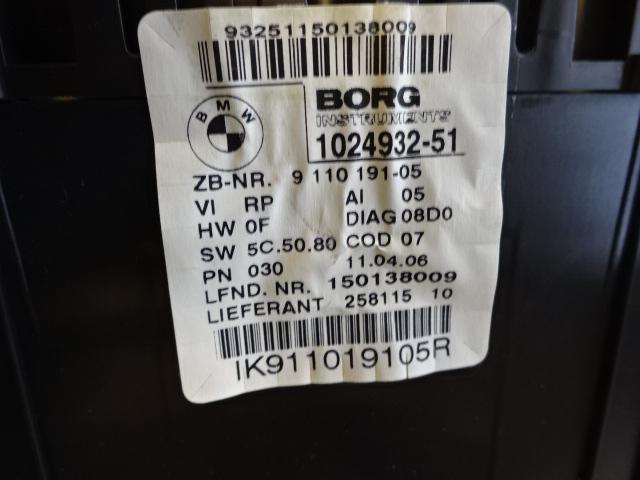 93251150138009
BMW
BORG
INSTRUMENTS
1024932-51
ZB-NR. 9 110 191-05
VI RP AI 05
HW 0F DIAG 08D0
SW 5C.50.80 COD 07
PN 030 11.04.06
LFND. NR. 150138009
LIEFERANT 258115 10
IK911019105R